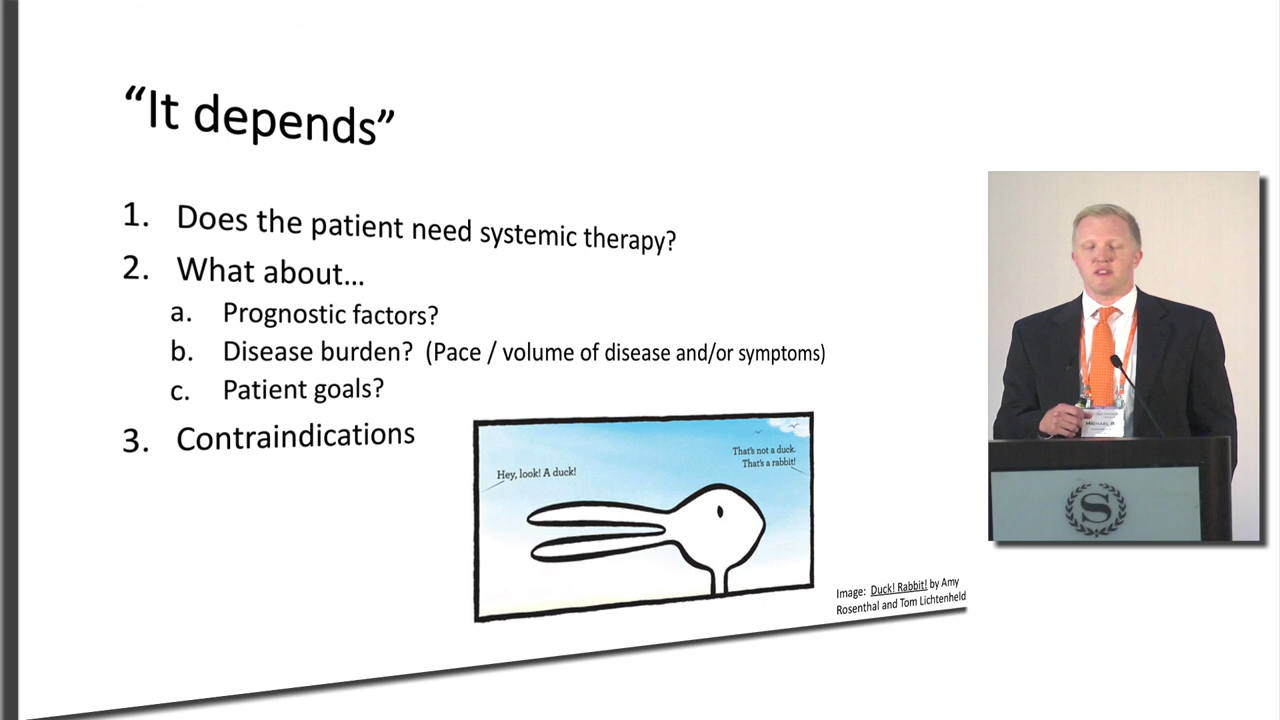 “It depends”
1. Does the patient need systemic therapy?
2. What about…
a. Prognostic factors?
b. Disease burden? (Pace / volume of disease and/or symptoms)
c. Patient goals?
3. Contraindications
Hey, look! A duck!
That's not a duck.
That's a rabbit!
Image: Duck! Rabbit! by Amy
Rosenthal and Tom Lichtenheld
MICHAEL R.
S